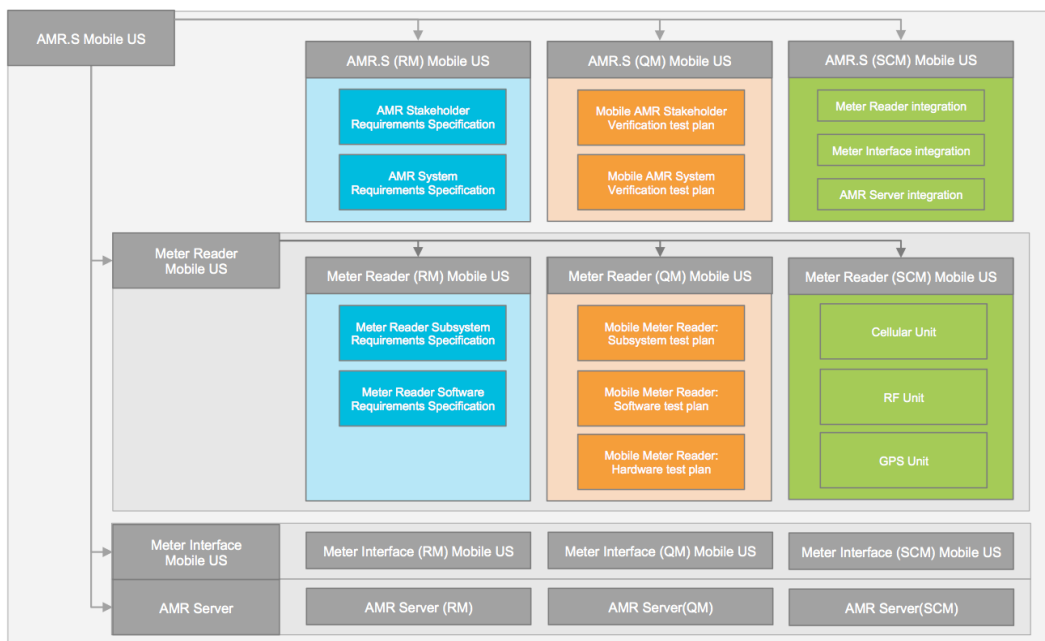 AMR.S Mobile US
AMR.S (RM) Mobile US
AMR Stakeholder
Requirements Specification
AMR System
Requirements Specification
AMR.S (QM) Mobile US
Mobile AMR Stakeholder
Verification test plan
Mobile AMR System
Verification test plan
AMR.S (SCM) Mobile US
Meter Reader integration
Meter Interface integration
AMR Server integration
Meter Reader
Mobile US
Meter Reader (RM) Mobile US
Meter Reader Subsystem
Requirements Specification
Meter Reader Software
Requirements Specification
Meter Reader (QM) Mobile US
Mobile Meter Reader:
Subsystem test plan
Mobile Meter Reader:
Software test plan
Mobile Meter Reader:
Hardware test plan
Meter Reader (SCM) Mobile US
Cellular Unit
RF Unit
GPS Unit
Meter Interface
Mobile US
Meter Interface (RM) Mobile US
Meter Interface (QM) Mobile US
Meter Interface (SCM) Mobile US
AMR Server
AMR Server (RM)
AMR Server(QM)
AMR Server(SCM)